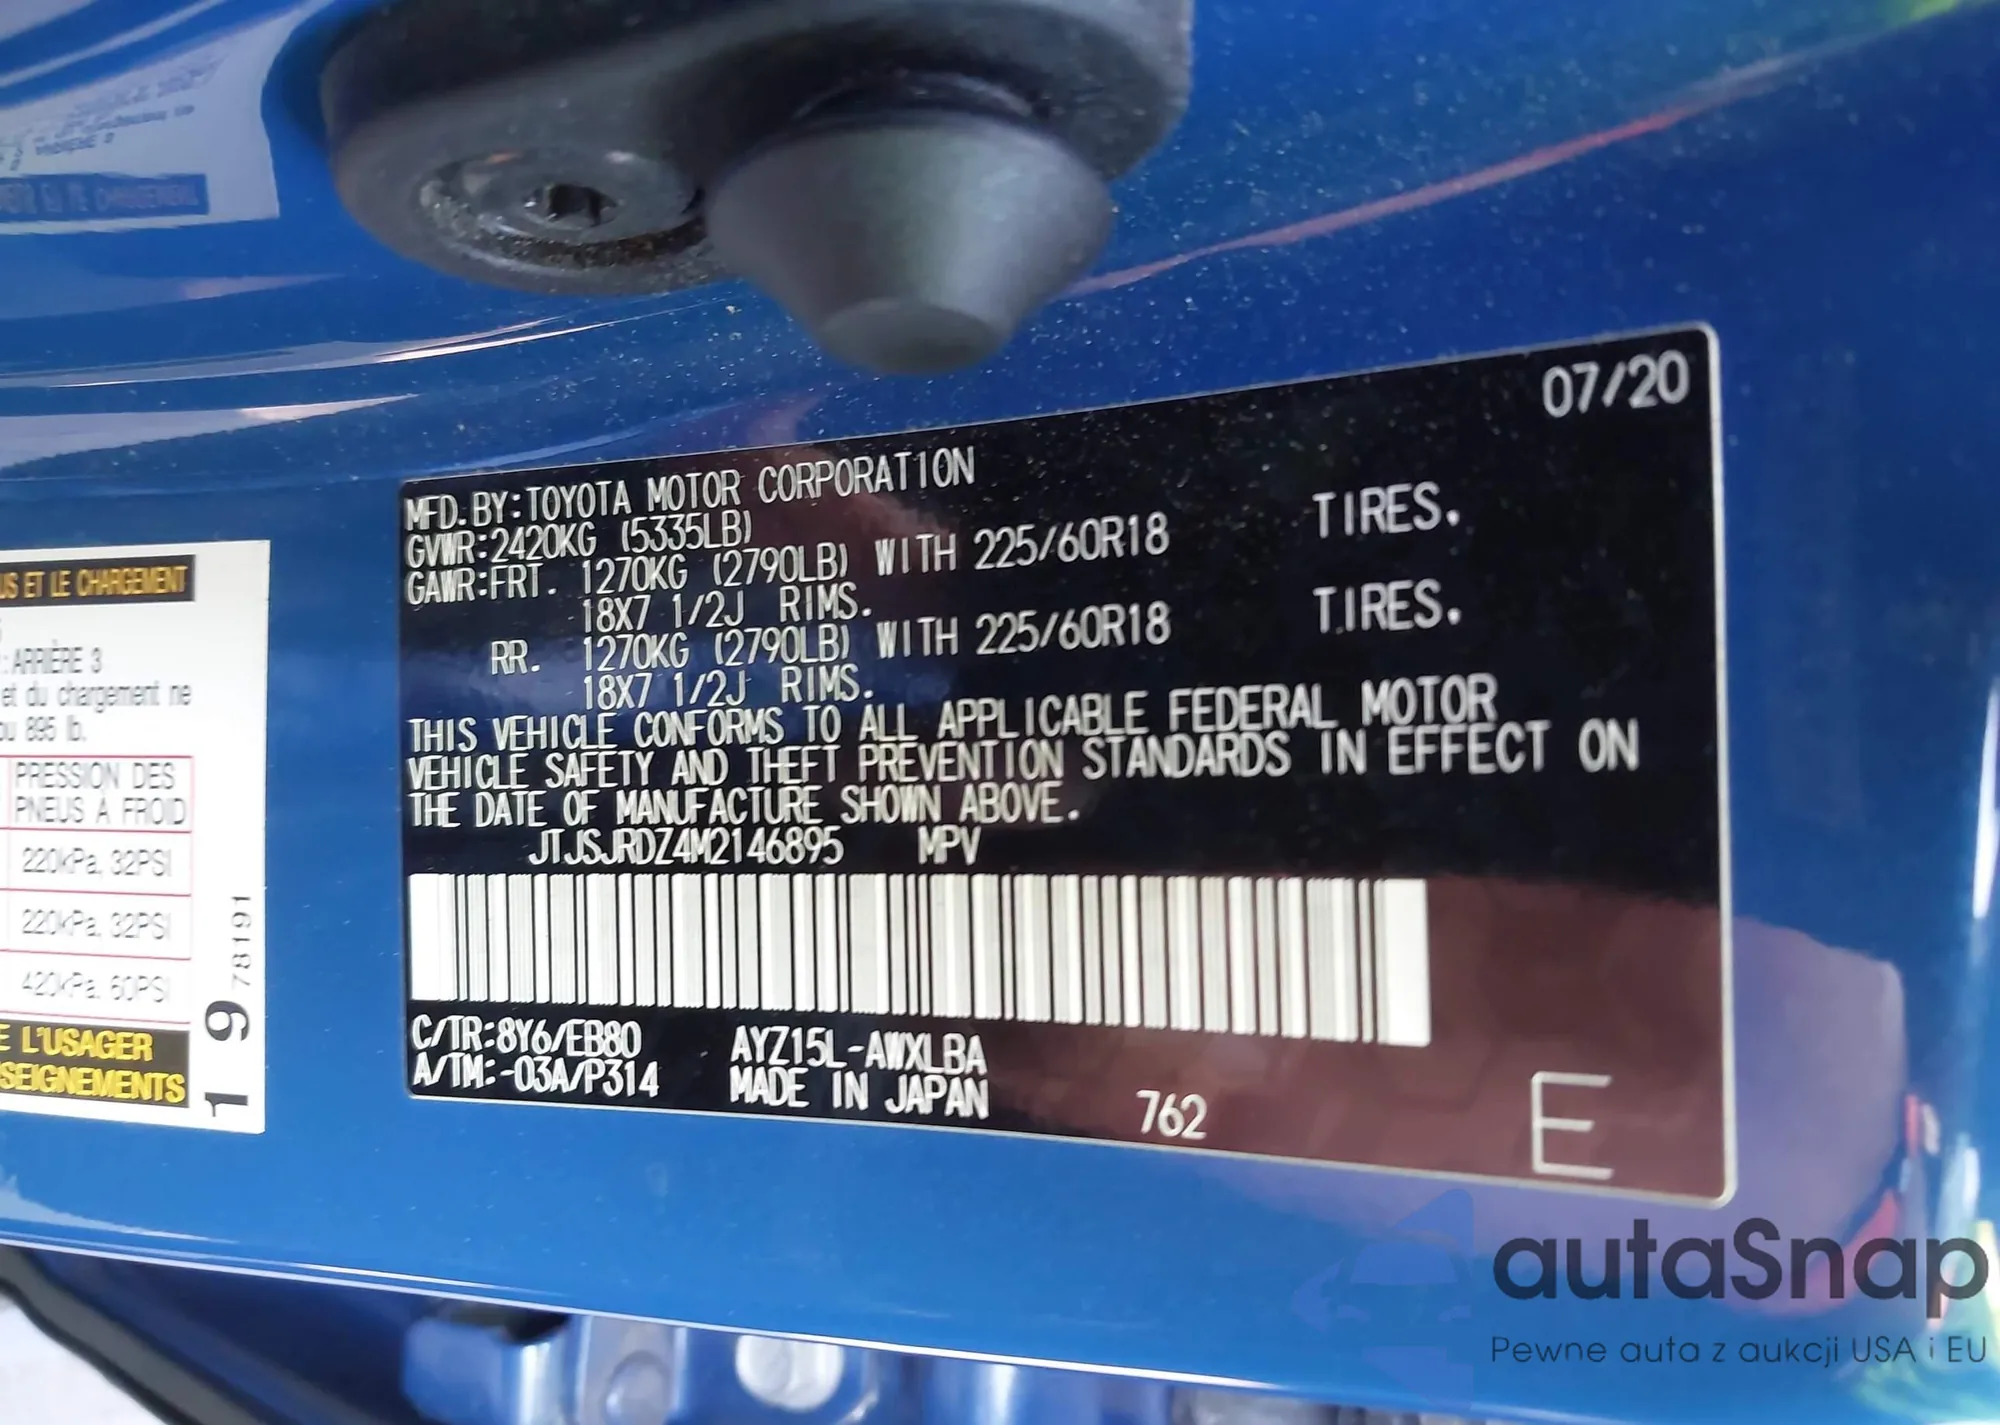 07/20
MFD. BY:TOYOTA MOTOR CORPORATION
GVWR:2420KG (5335LB)
GAWR:FRT. 1270KG (2790LB) WITH 225/60R18 TIRES.
18X7 1/2J RIMS.
RR. 1270KG (2790LB) WITH 225/60R18 TIRES.
18X7 1/2J RIMS.
THIS VEHICLE CONFORMS TO ALL APPLICABLE FEDERAL MOTOR
VEHICLE SAFETY AND THEFT PREVENTION STANDARDS IN EFFECT ON
THE DATE OF MANUFACTURE SHOWN ABOVE.
JTJSJRDZ4M2146895 MPV
C/TR:8Y6/EB80 AYZ15L-AWXLBA
A/TM:-03A/P314 MADE IN JAPAN
762
E
ET LE CHARGEMENT
: ARRIÈRE 3
et du chargement ne
895 lb.
PRESSION DES
PNEUS À FROID
220kPa, 32PSI
220kPa, 32PSI
420kPa, 60PSI
L'USAGER
19 78191
autaSnap
Pewne auta z aukcji USA i EU